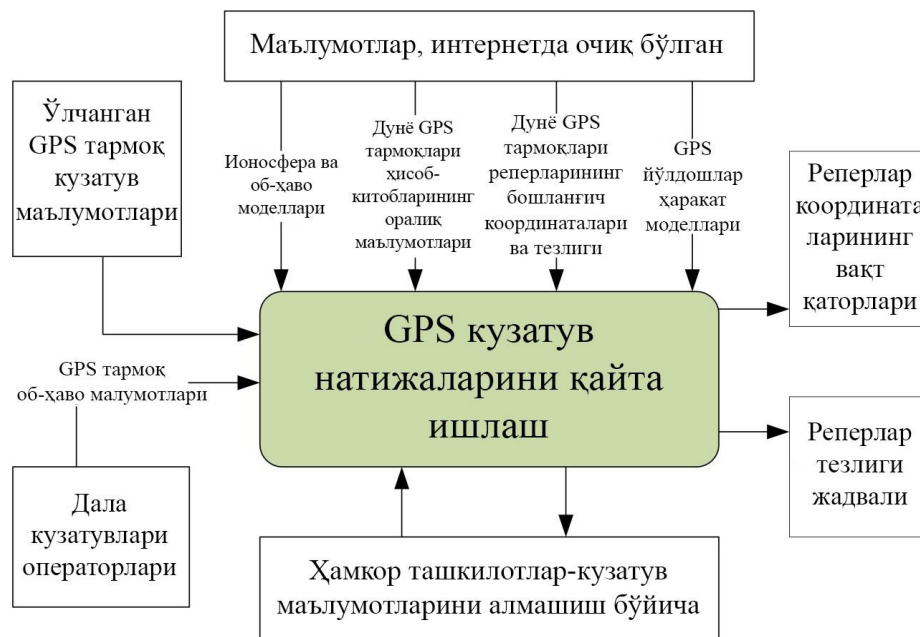 Маълумотлар, интернетда очиқ бўлган
Ўлчанган
GPS тармоқ
кузатув
маълумотлари
Ионосфера ва
об-ҳаво
моделлари
Дунё GPS
тармоқлари
ҳисоб-
китобларининг
оралиқ
маълумотлари
Дунё GPS
тармоқлари
реперларининг
бошланғич
координаталари
ва тезлиги
GPS
йўлдошлар
ҳаракат
моделлари
Реперлар
координата
ларининг
вақт
қаторлари
GPS кузатув
натижаларини қайта
ишлаш
GPS тармоқ
об-ҳаво малумотлари
Реперлар
тезлиги
жадвали
Дала
кузатувлари
операторлари
Ҳамкор ташкилотлар-кузатув
маълумотларини алмашиш бўйича